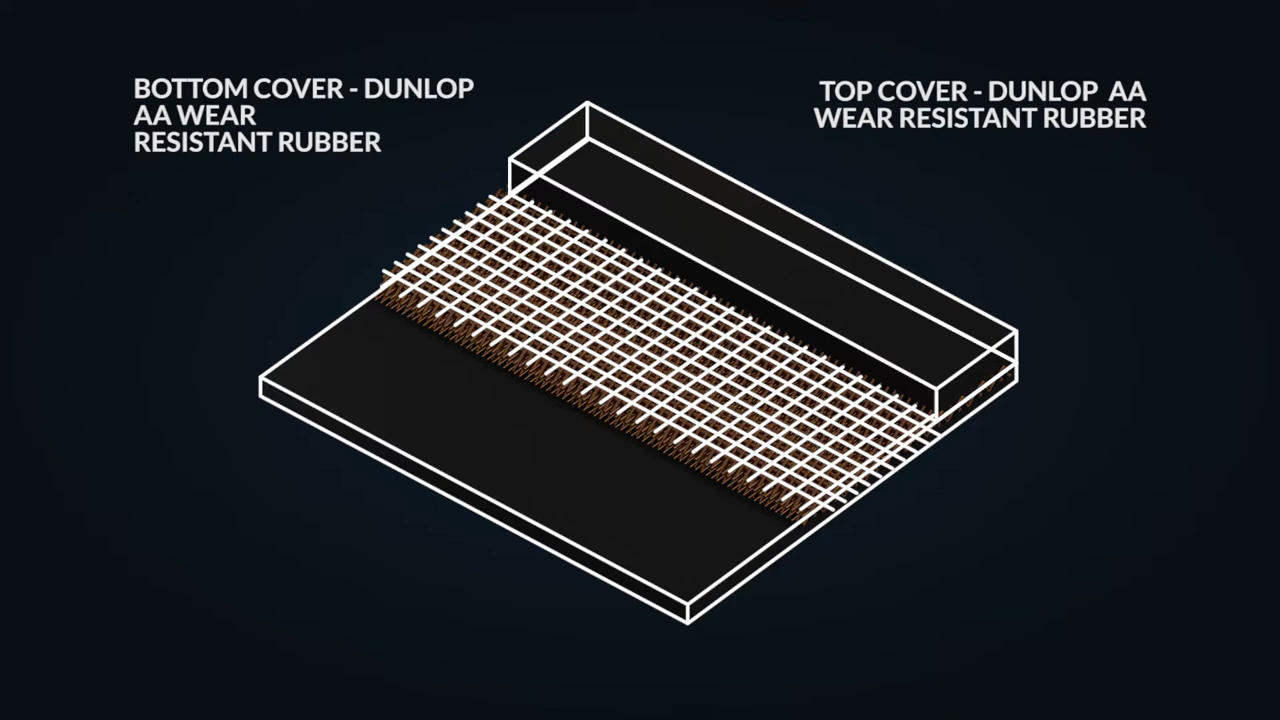 BOTTOM COVER - DUNLOP
AA WEAR
RESISTANT RUBBER
TOP COVER - DUNLOP AA
WEAR RESISTANT RUBBER